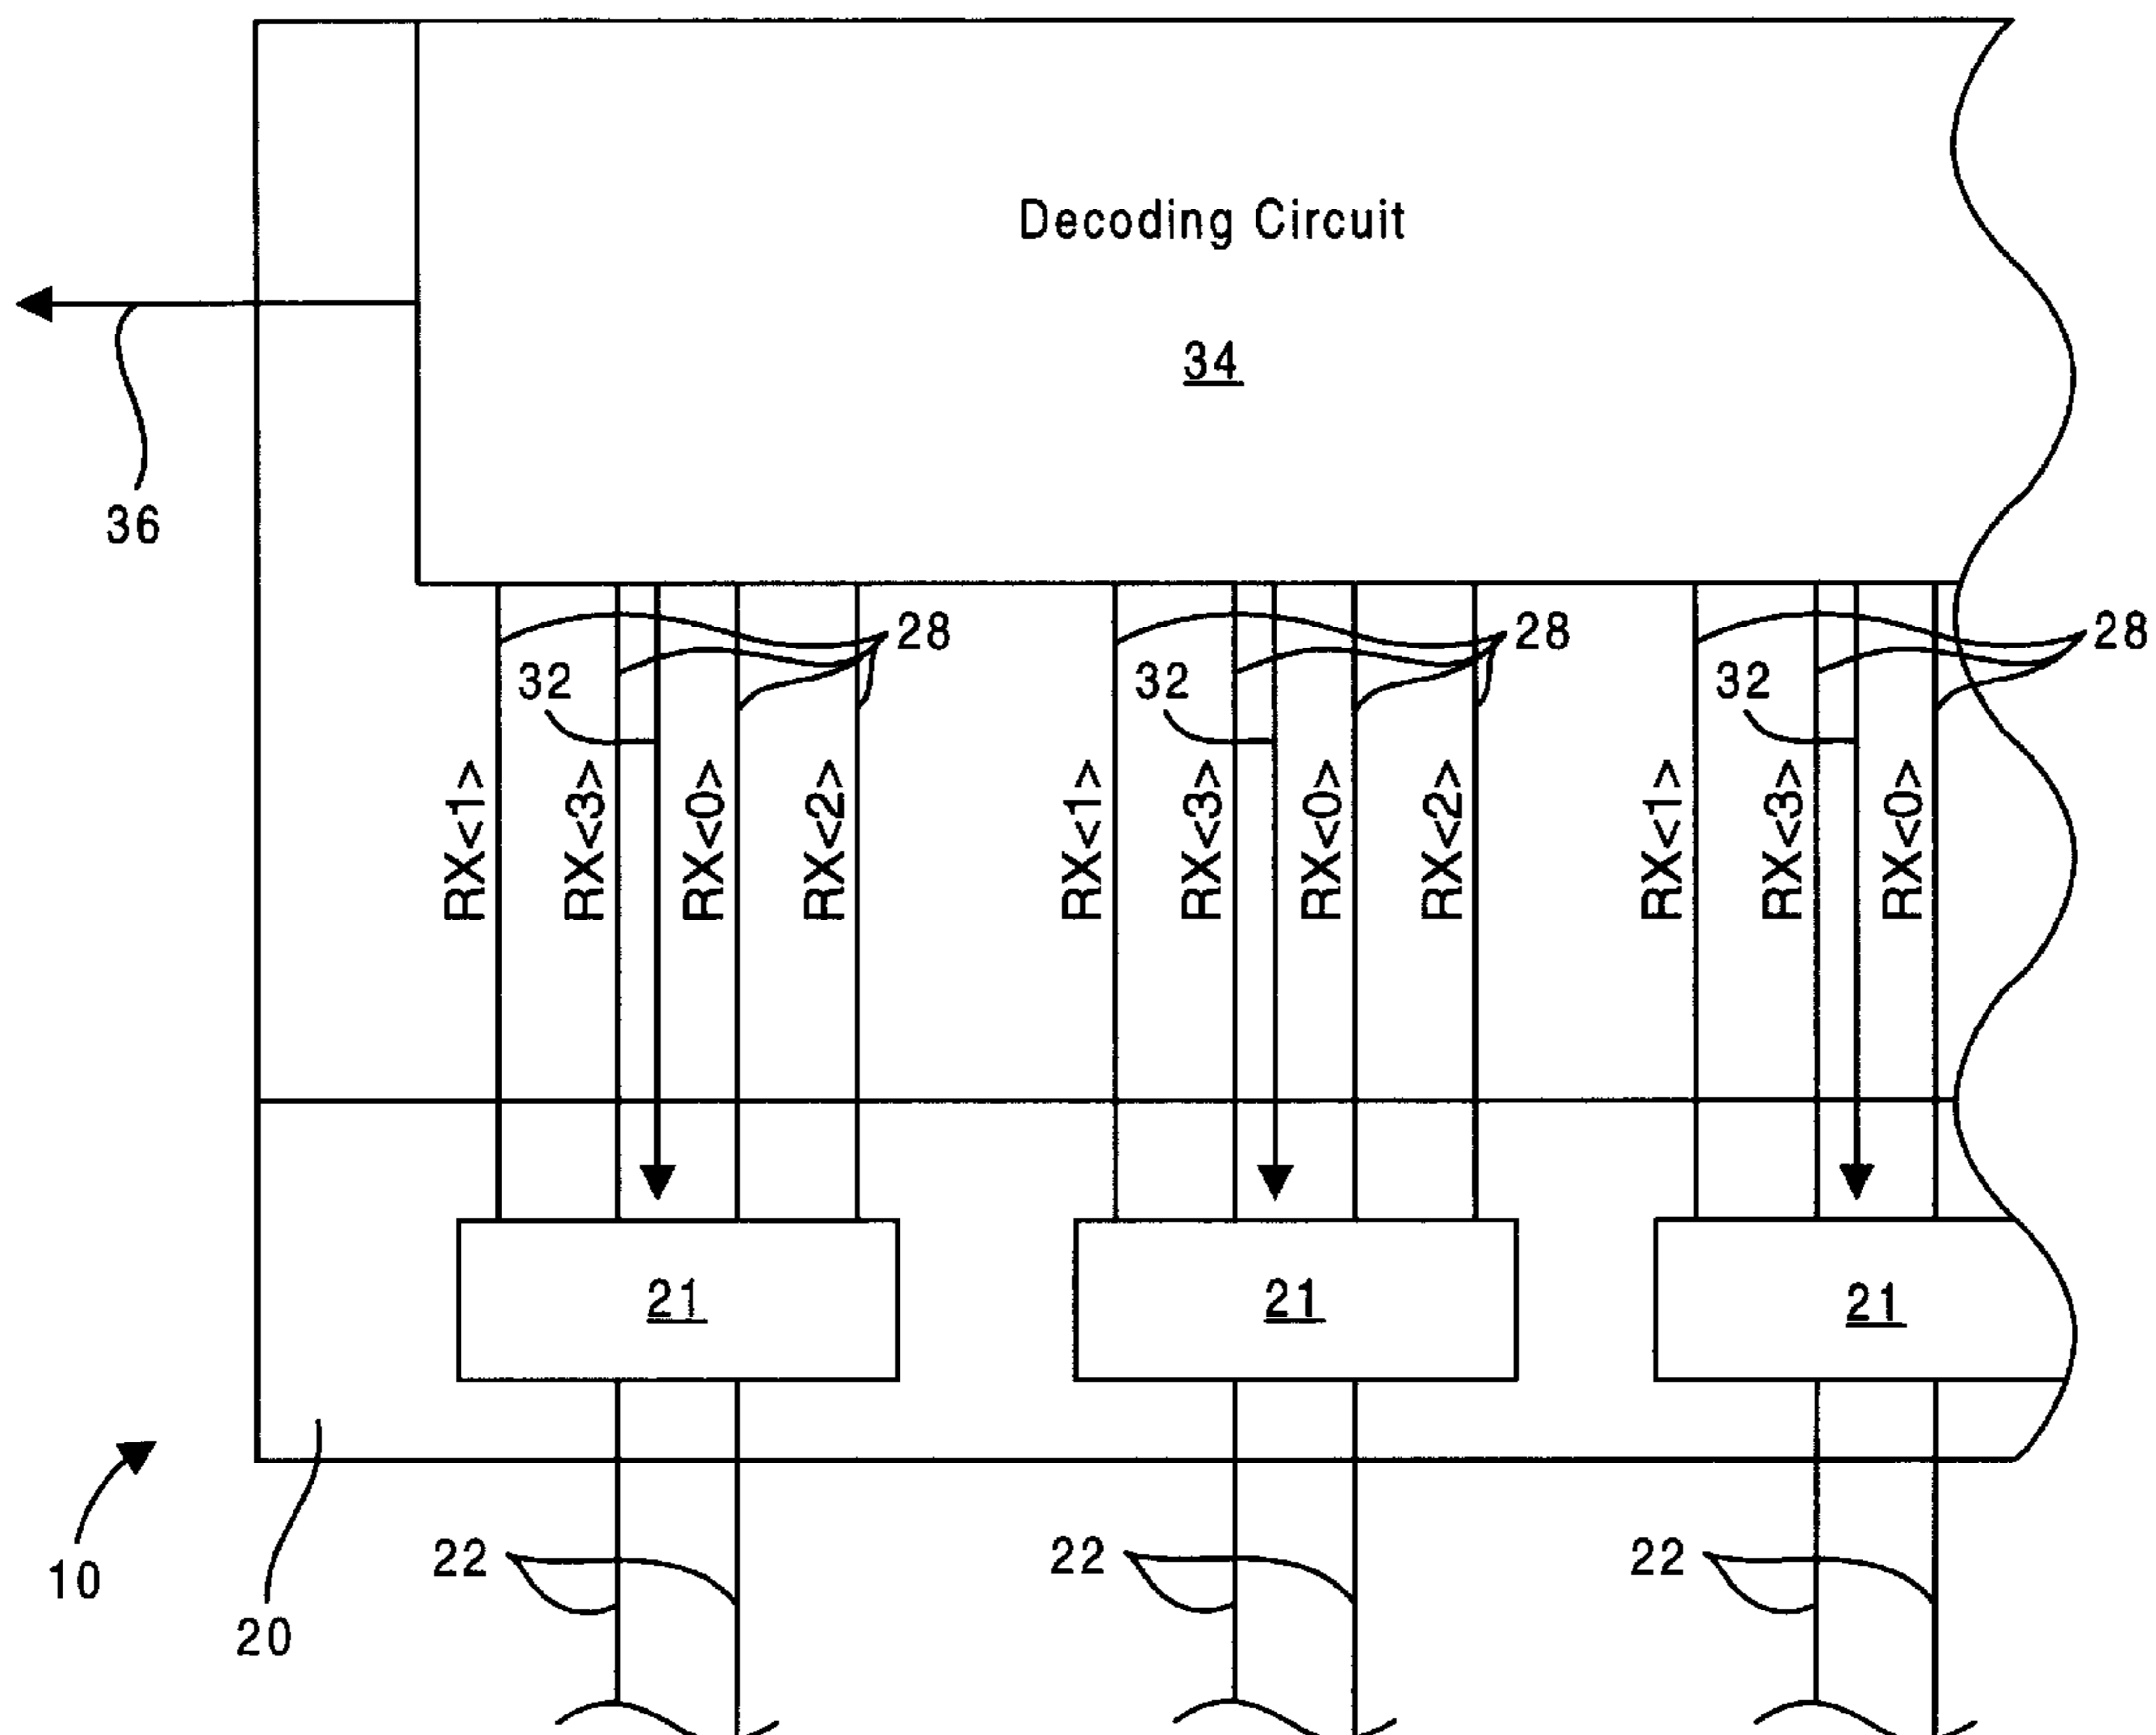 Decoding Circuit
34
36
28
28
28
32
32
32
RX<1>
RX<3>
RX<0>
RX<2>
RX<1>
RX<3>
RX<0>
RX<2>
RX<1>
RX<3>
RX<0>
21
21
21
22
22
22
10
20